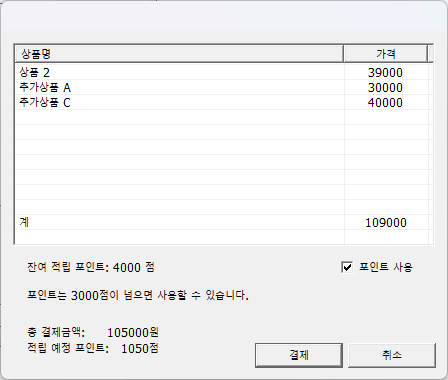 상품명 가격
상품 2 39000
추가상품 A 30000
추가상품 C 40000
계 109000
잔여 적립 포인트: 4000 점 포인트 사용
포인트는 3000점이 넘으면 사용할 수 있습니다.
총 결제금액: 105000원
적립 예정 포인트: 1050점
결제 취소